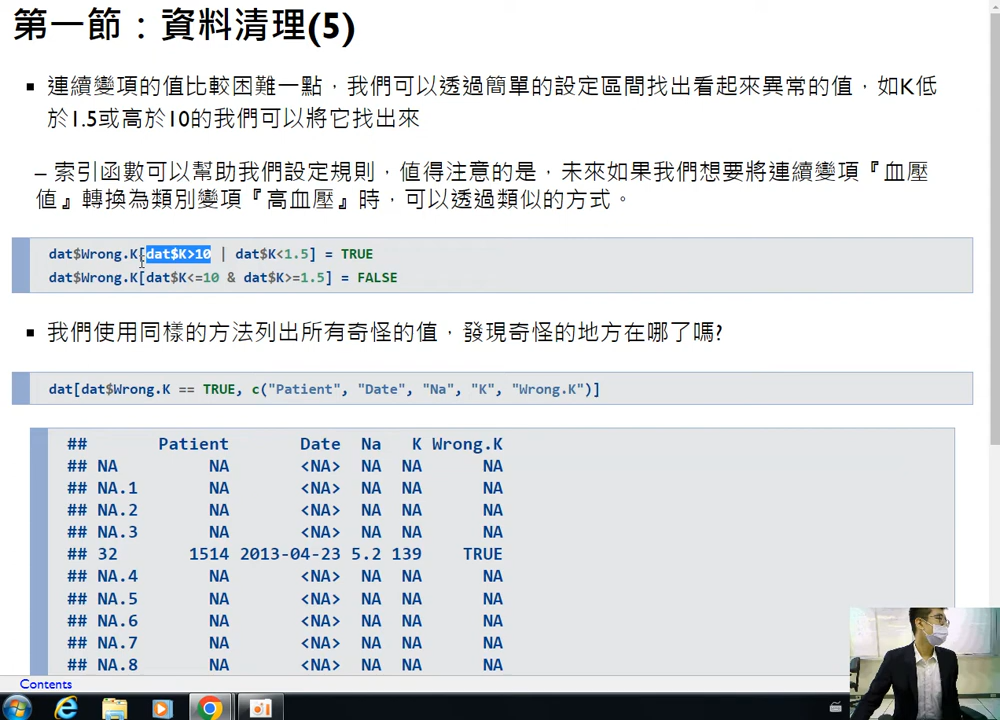 第一節：資料清理(5)
▪ 連續變項的值比較困難一點，我們可以透過簡單的設定區間找出看起來異常的值，如K低
於1.5或高於10的我們可以將它找出來
– 索引函數可以幫助我們設定規則，值得注意的是，未來如果我們想要將連續變項『血壓
值』轉換為類別變項『高血壓』時，可以透過類似的方式。
dat$Wrong.K[dat$K>10 | dat$K<1.5] = TRUE
dat$Wrong.K[dat$K<=10 & dat$K>=1.5] = FALSE
▪ 我們使用同樣的方法列出所有奇怪的值，發現奇怪的地方在哪了嗎?
dat[dat$Wrong.K == TRUE, c("Patient", "Date", "Na", "K", "Wrong.K")]
## Patient Date Na K Wrong.K
## NA NA <NA> NA NA NA
## NA.1 NA <NA> NA NA NA
## NA.2 NA <NA> NA NA NA
## NA.3 NA <NA> NA NA NA
## 32 1514 2013-04-23 5.2 139 TRUE
## NA.4 NA <NA> NA NA NA
## NA.5 NA <NA> NA NA NA
## NA.6 NA <NA> NA NA NA
## NA.7 NA <NA> NA NA NA
## NA.8 NA <NA> NA NA NA
Contents